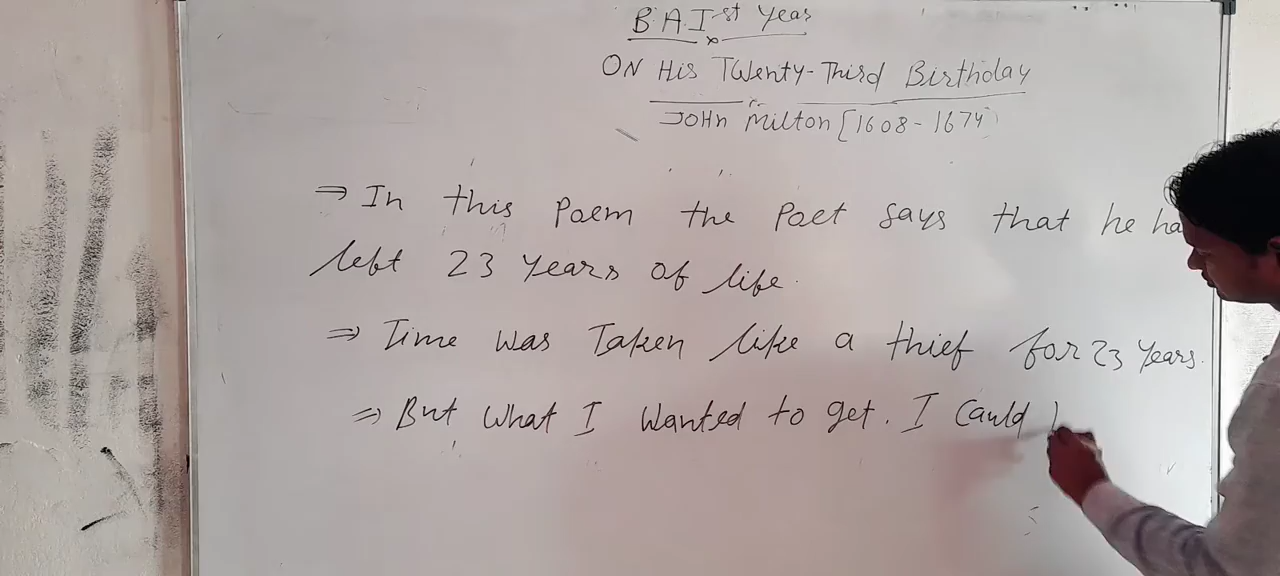 B.A I st Year
ON His Twenty-Third Birthday
JOHn Milton [1608-1674]
⇒ In this Poem the Poet says that he ha
left 23 years of life.
⇒ Time was Taken like a thief for 23 years.
⇒ But what I wanted to get. I Could